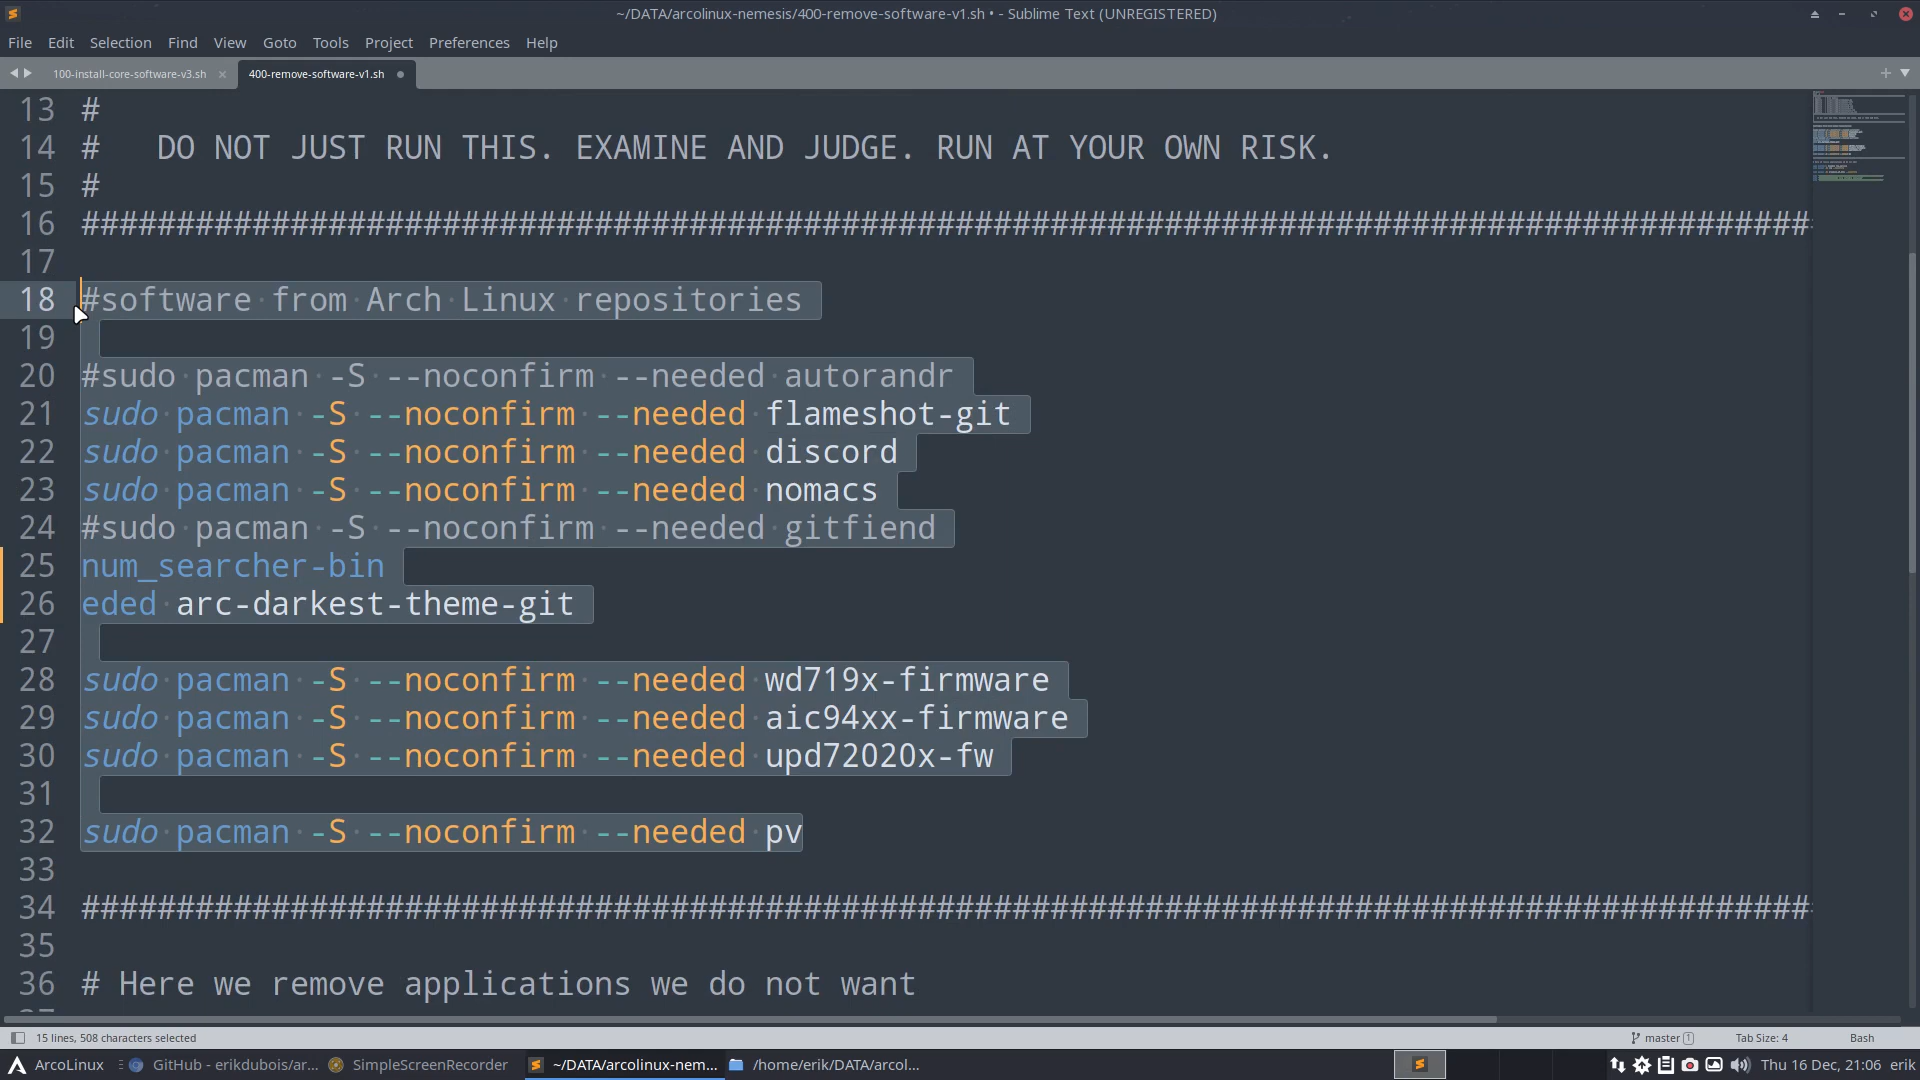 ~/DATA/arcolinux-nemesis/400-remove-software-v1.sh • - Sublime Text (UNREGISTERED)
File Edit Selection Find View Goto Tools Project Preferences Help
100-install-core-software-v3.sh
400-remove-software-v1.sh
13 #
14 #   DO NOT JUST RUN THIS. EXAMINE AND JUDGE. RUN AT YOUR OWN RISK.
15 #
16 ###########################################################################################
17
18 #software from Arch Linux repositories
19
20 #sudo pacman -S --noconfirm --needed autorandr
21 sudo pacman -S --noconfirm --needed flameshot-git
22 sudo pacman -S --noconfirm --needed discord
23 sudo pacman -S --noconfirm --needed nomacs
24 #sudo pacman -S --noconfirm --needed gitfiend
25 num_searcher-bin
26 eded arc-darkest-theme-git
27
28 sudo pacman -S --noconfirm --needed wd719x-firmware
29 sudo pacman -S --noconfirm --needed aic94xx-firmware
30 sudo pacman -S --noconfirm --needed upd72020x-fw
31
32 sudo pacman -S --noconfirm --needed pv
33
34 ###########################################################################################
35
36 # Here we remove applications we do not want
15 lines, 508 characters selected
master 1
Tab Size: 4
Bash
ArcoLinux
GitHub - erikdubois/ar...
SimpleScreenRecorder
~/DATA/arcolinux-nem...
/home/erik/DATA/arcol...
Thu 16 Dec, 21:06 erik